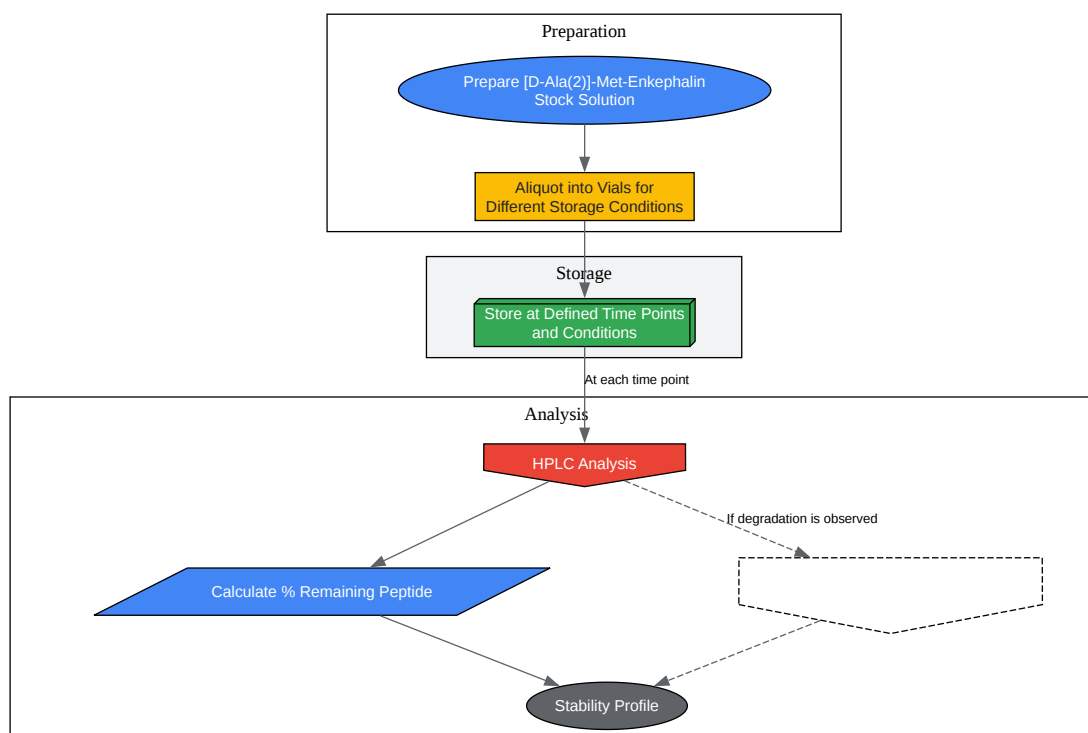 Preparation
Prepare [D-Ala(2)]-Met-Enkephalin
Stock Solution
Aliquot into Vials for
Different Storage Conditions
Storage
Store at Defined Time Points
and Conditions
At each time point
Analysis
HPLC Analysis
If degradation is observed
Calculate % Remaining Peptide
Stability Profile